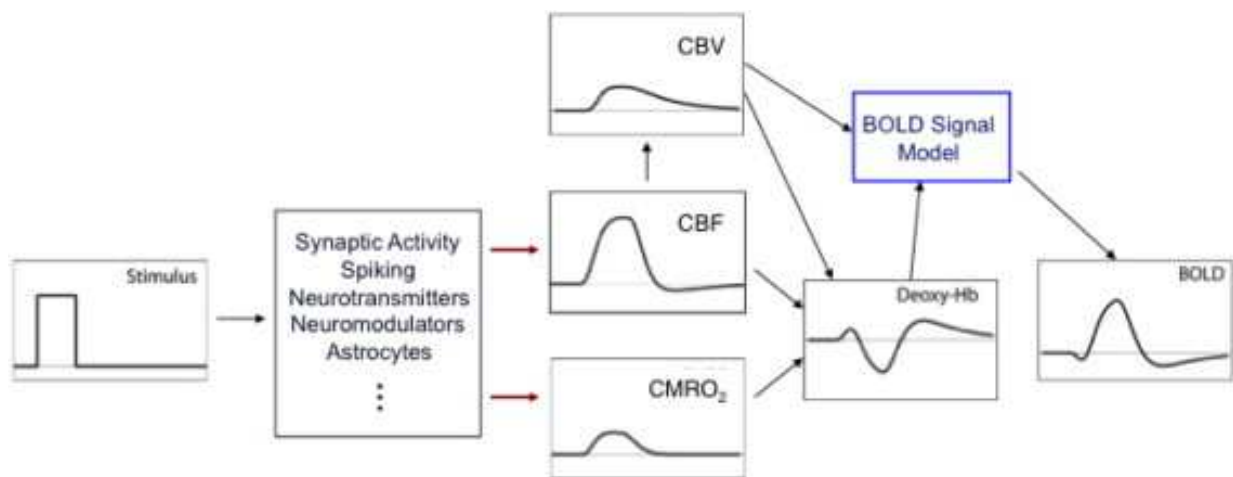 Stimulus
Synaptic Activity
Spiking
Neurotransmitters
Neuromodulators
Astrocytes
⋮
CBV
CBF
CMRO₂
Deoxy-Hb
BOLD Signal
Model
BOLD